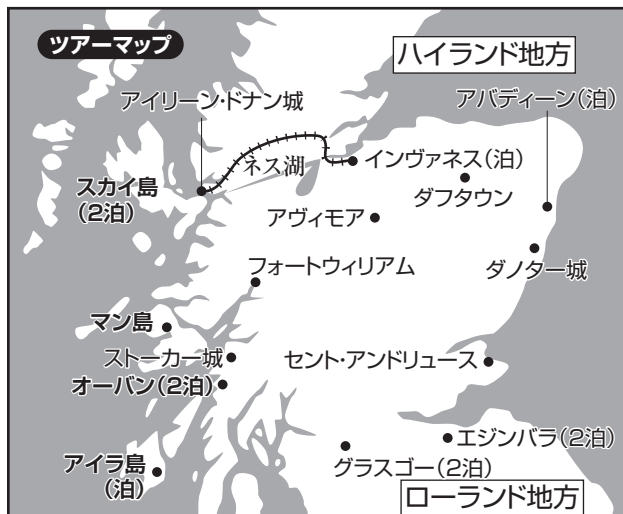 ツアーマップ
ハイランド地方
アイリーン・ドナン城
アバディーン(泊)
ネス湖
インヴァネス(泊)
スカイ島
(2泊)
ダフタウン
アヴィモア
フォートウィリアム
ダノター城
マン島
ストーカー城
セント・アンドリュース
オーバン(2泊)
エジンバラ(2泊)
アイラ島
(泊)
グラスゴー(2泊)
ローランド地方